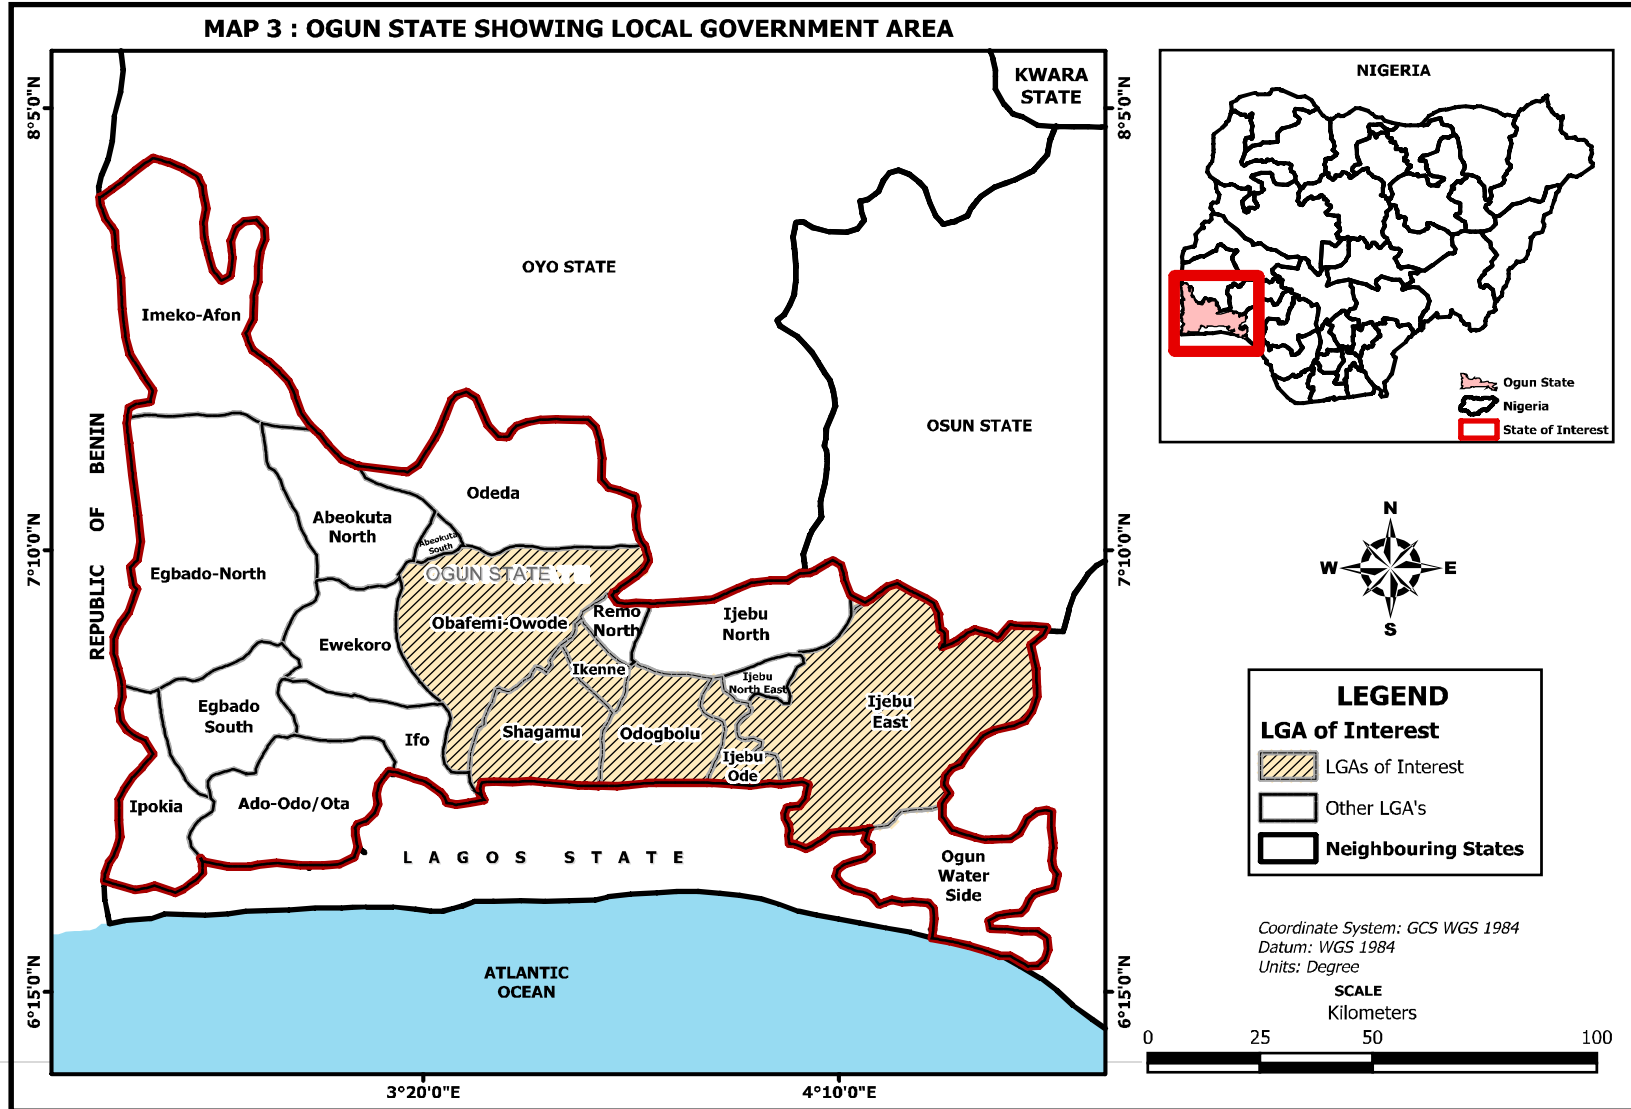 MAP 3 : OGUN STATE SHOWING LOCAL GOVERNMENT AREA
8°5'0"N
7°10'0"N
6°15'0"N
8°5'0"N
7°10'0"N
6°15'0"N
3°20'0"E
4°10'0"E
KWARA
STATE
OYO STATE
OSUN STATE
REPUBLIC OF BENIN
Imeko-Afon
Odeda
Abeokuta
North
Abeokuta
South
Egbado-North
OGUN STATE
Obafemi-Owode
Remo
North
Ijebu
North
Ewekoro
Ikenne
Ijebu
North East
Ijebu
East
Egbado
South
Shagamu
Odogbolu
Ifo
Ijebu
Ode
Ipokia
Ado-Odo/Ota
LAGOS STATE
Ogun
Water
Side
ATLANTIC
OCEAN
NIGERIA
Ogun State
Nigeria
State of Interest
N
W
E
S
LEGEND
LGA of Interest
LGAs of Interest
Other LGA's
Neighbouring States
Coordinate System: GCS WGS 1984
Datum: WGS 1984
Units: Degree
SCALE
Kilometers
0 25 50 100